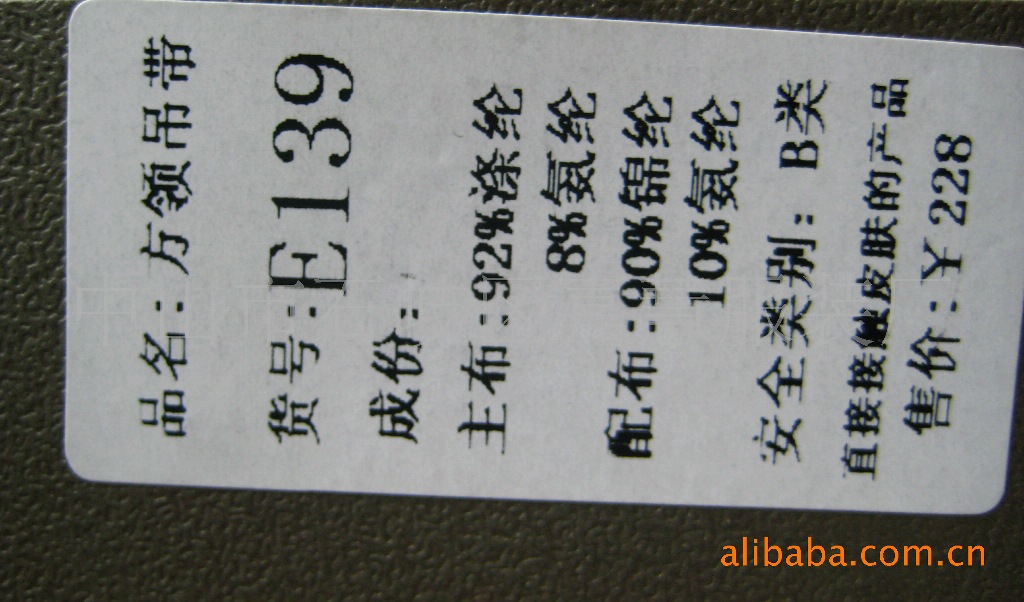 品名：方领吊带
货号：E139
成份：
主布：92%涤纶
8%氨纶
配布：90%锦纶
10%氨纶
安全类别：B类
直接接触皮肤的产品
售价：￥228
alibaba.com.cn